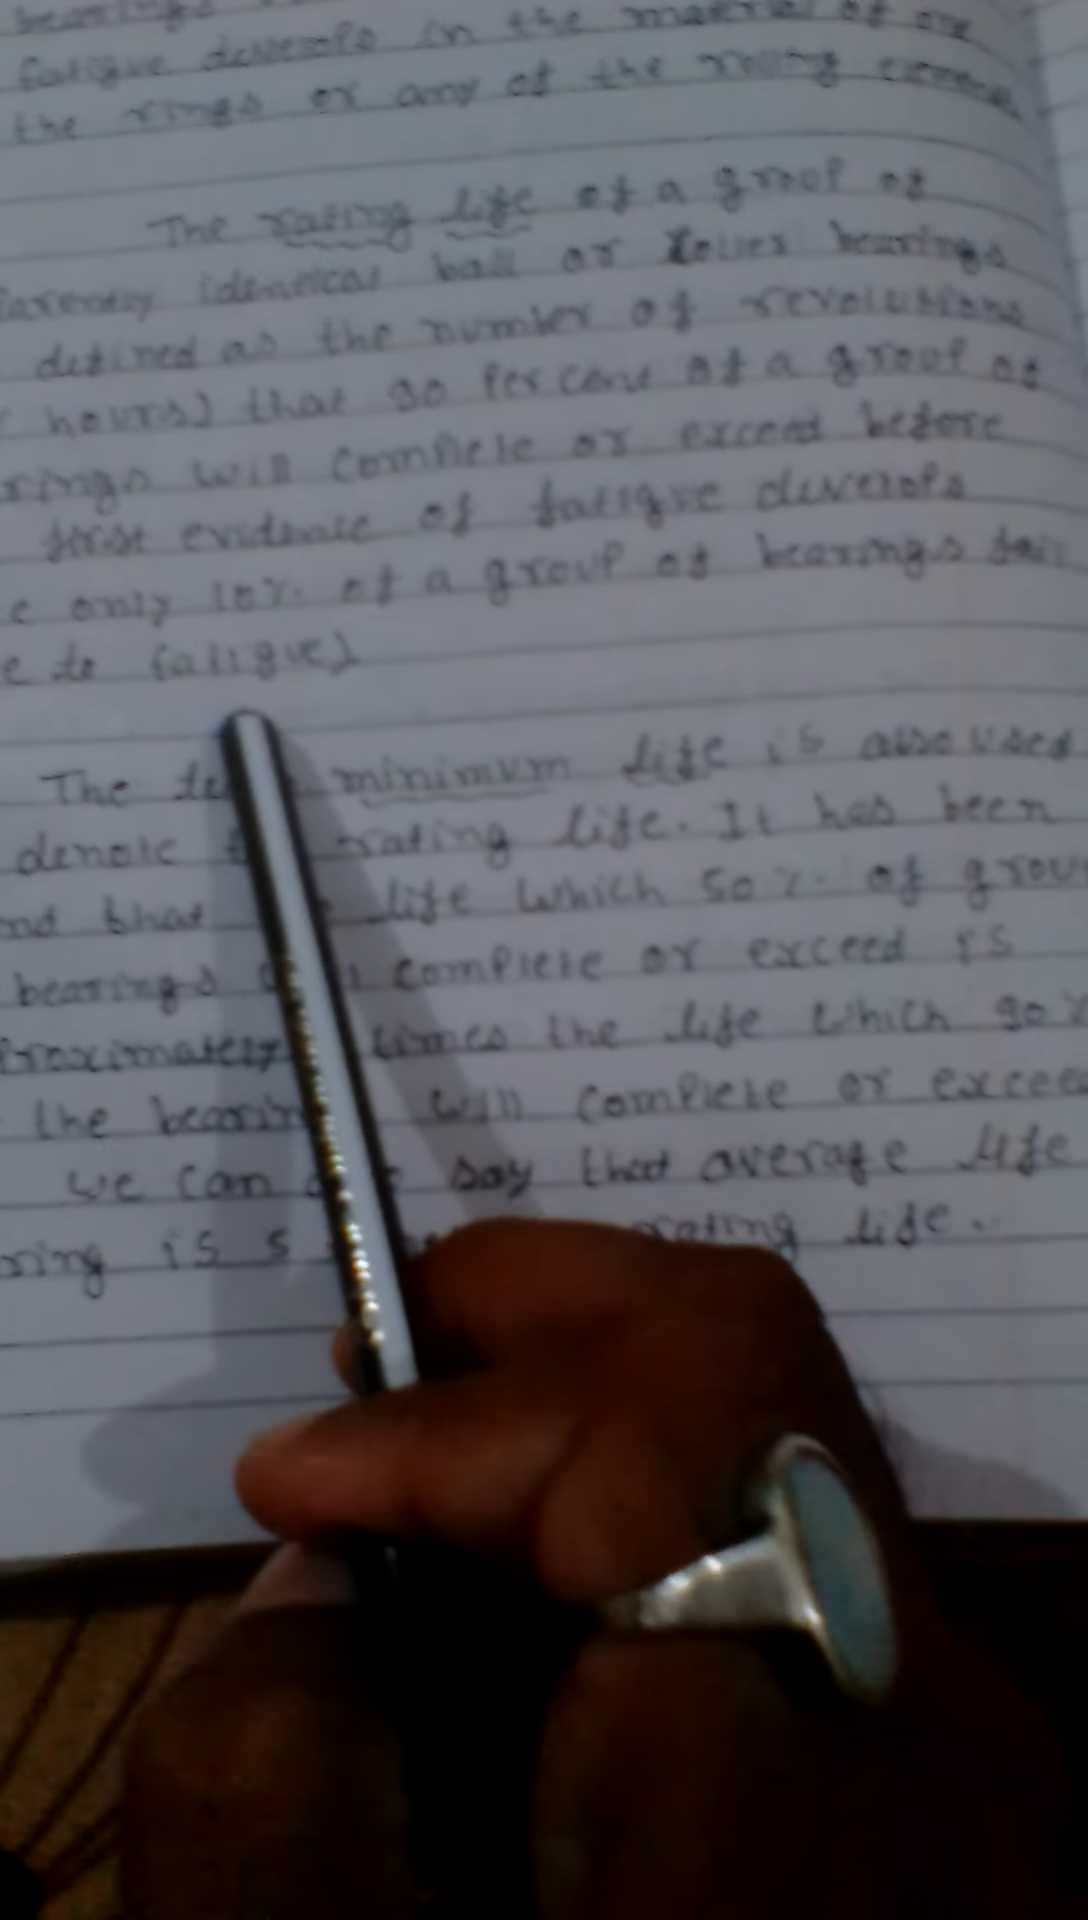 bearings
fatigue develops in the material of one
the rings or any of the rolling element
The rating life of a group of
identical ball or roller bearings
defined as the number of revolutions
hours) that 90 percent of a group of
will complete or exceed before
first evidence of fatigue develops
only 10%. of a group of bearings fail
to fatigue)
The minimum life is also used
denote rating life. It has been
that life which 50%. of
bearings complete or exceed is
times the life which 90%
the will complete or exceed
we can say that average life
is 5 rating life.